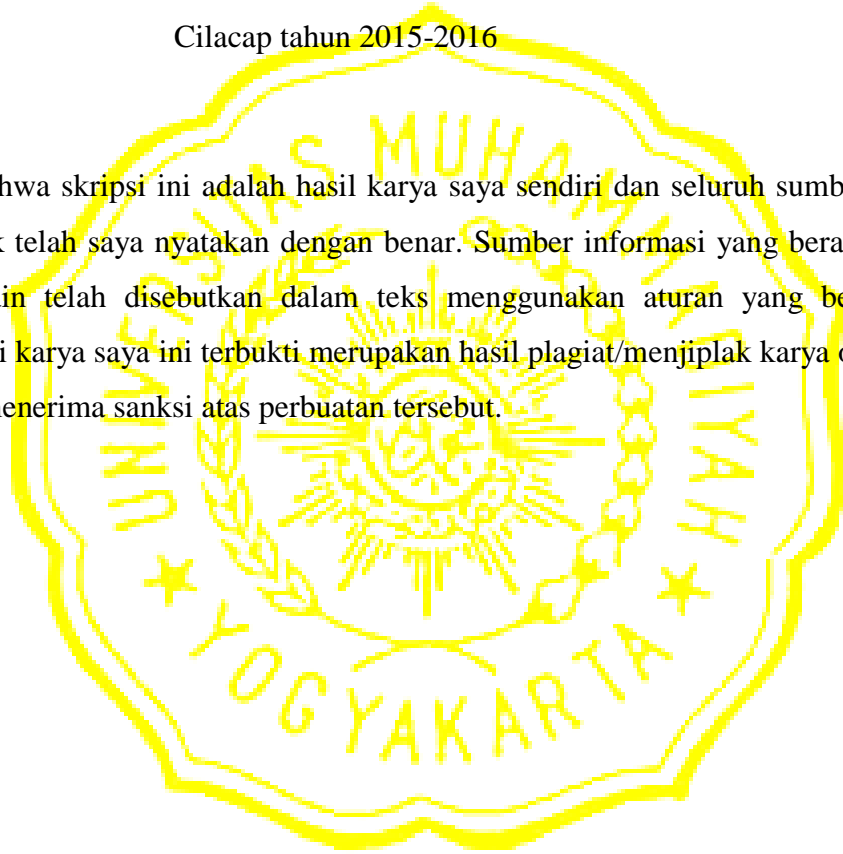 Cilacap tahun 2015-2016
hwa skripsi ini adalah hasil karya saya sendiri dan seluruh sumb
k telah saya nyatakan dengan benar. Sumber informasi yang bera
in telah disebutkan dalam teks menggunakan aturan yang be
i karya saya ini terbukti merupakan hasil plagiat/menjiplak karya o
enerima sanksi atas perbuatan tersebut.
UNIVERSITAS MUHAMMADIYAH
YOGYAKARTA